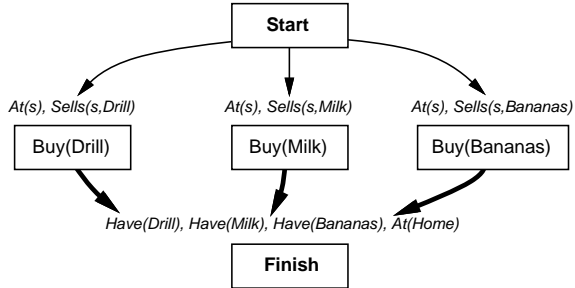 Start
At(s), Sells(s,Drill) At(s), Sells(s,Milk) At(s), Sells(s,Bananas)
Buy(Drill) Buy(Milk) Buy(Bananas)
Have(Drill), Have(Milk), Have(Bananas), At(Home)
Finish